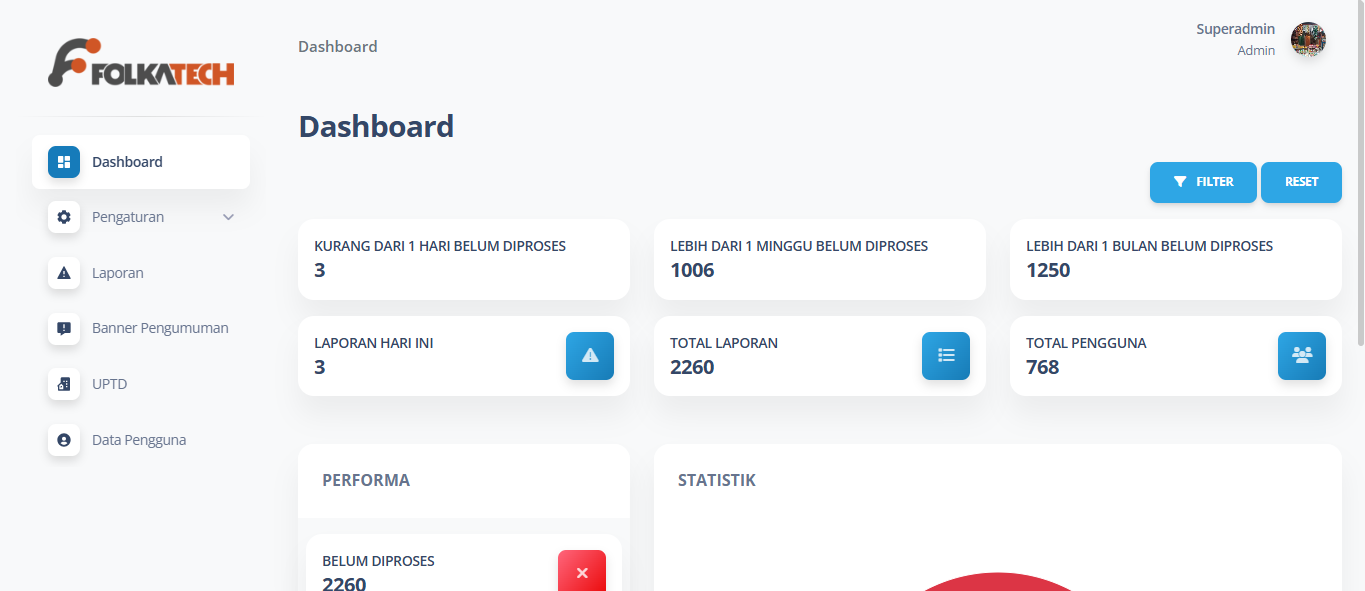 FOLKATECH
Dashboard
Superadmin
Admin
Dashboard
Pengaturan
Laporan
Banner Pengumuman
UPTD
Data Pengguna
Dashboard
FILTER
RESET
KURANG DARI 1 HARI BELUM DIPROSES
3
LEBIH DARI 1 MINGGU BELUM DIPROSES
1006
LEBIH DARI 1 BULAN BELUM DIPROSES
1250
LAPORAN HARI INI
3
TOTAL LAPORAN
2260
TOTAL PENGGUNA
768
PERFORMA
BELUM DIPROSES
2260
STATISTIK